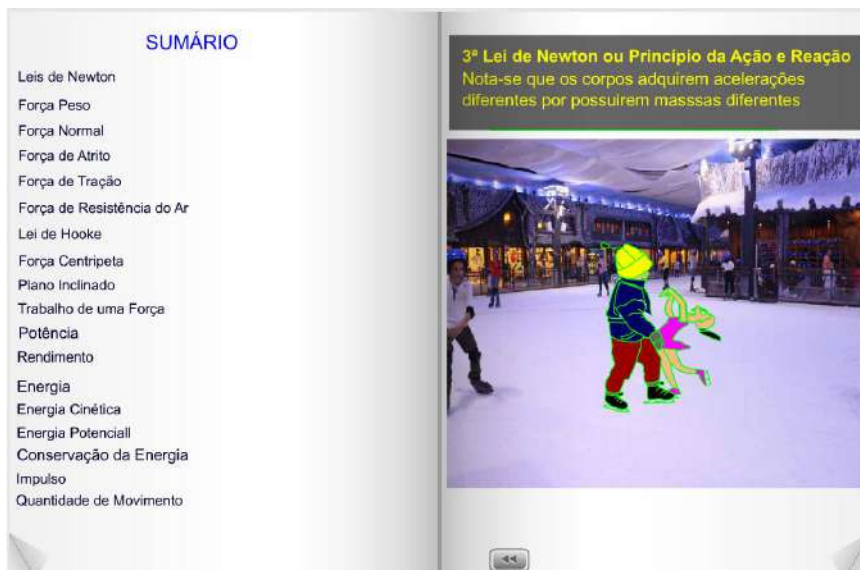 SUMÁRIO
Leis de Newton
Força Peso
Força Normal
Força de Atrito
Força de Tração
Força de Resistência do Ar
Lei de Hooke
Força Centripeta
Plano Inclinado
Trabalho de uma Força
Potência
Rendimento
Energia
Energia Cinética
Energia Potenciall
Conservação da Energia
Impulso
Quantidade de Movimento
3ª Lei de Newton ou Princípio da Ação e Reação
Nota-se que os corpos adquirem acelerações
diferentes por possuirem masssas diferentes